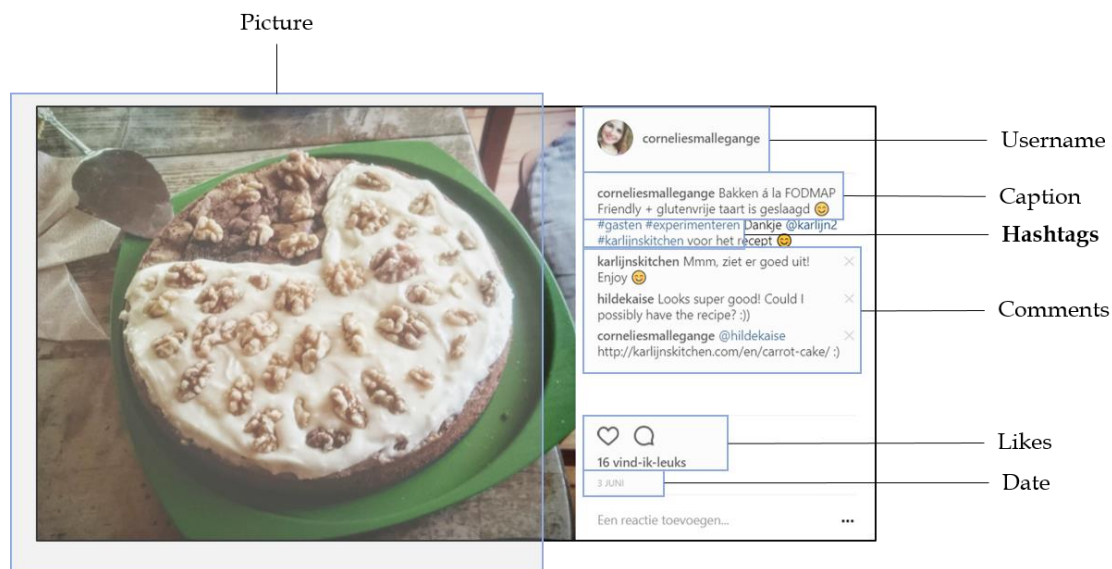 Picture
corneliesmallegange
Username
corneliesmallegange Bakken á la FODMAP
Friendly + glutenvrije taart is geslaagd 😊
Caption
#gasten #experimenteren Dankje @karlijn2
#karlijnskitchen voor het recept 😊
Hashtags
karlijnskitchen Mmm, ziet er goed uit!
Enjoy 😊
hildekaise Looks super good! Could I
possibly have the recipe? :))
corneliesmallegange @hildekaise
http://karlijnskitchen.com/en/carrot-cake/ :)
Comments
16 vind-ik-leuks
Likes
3 JUNI
Date
Een reactie toevoegen...